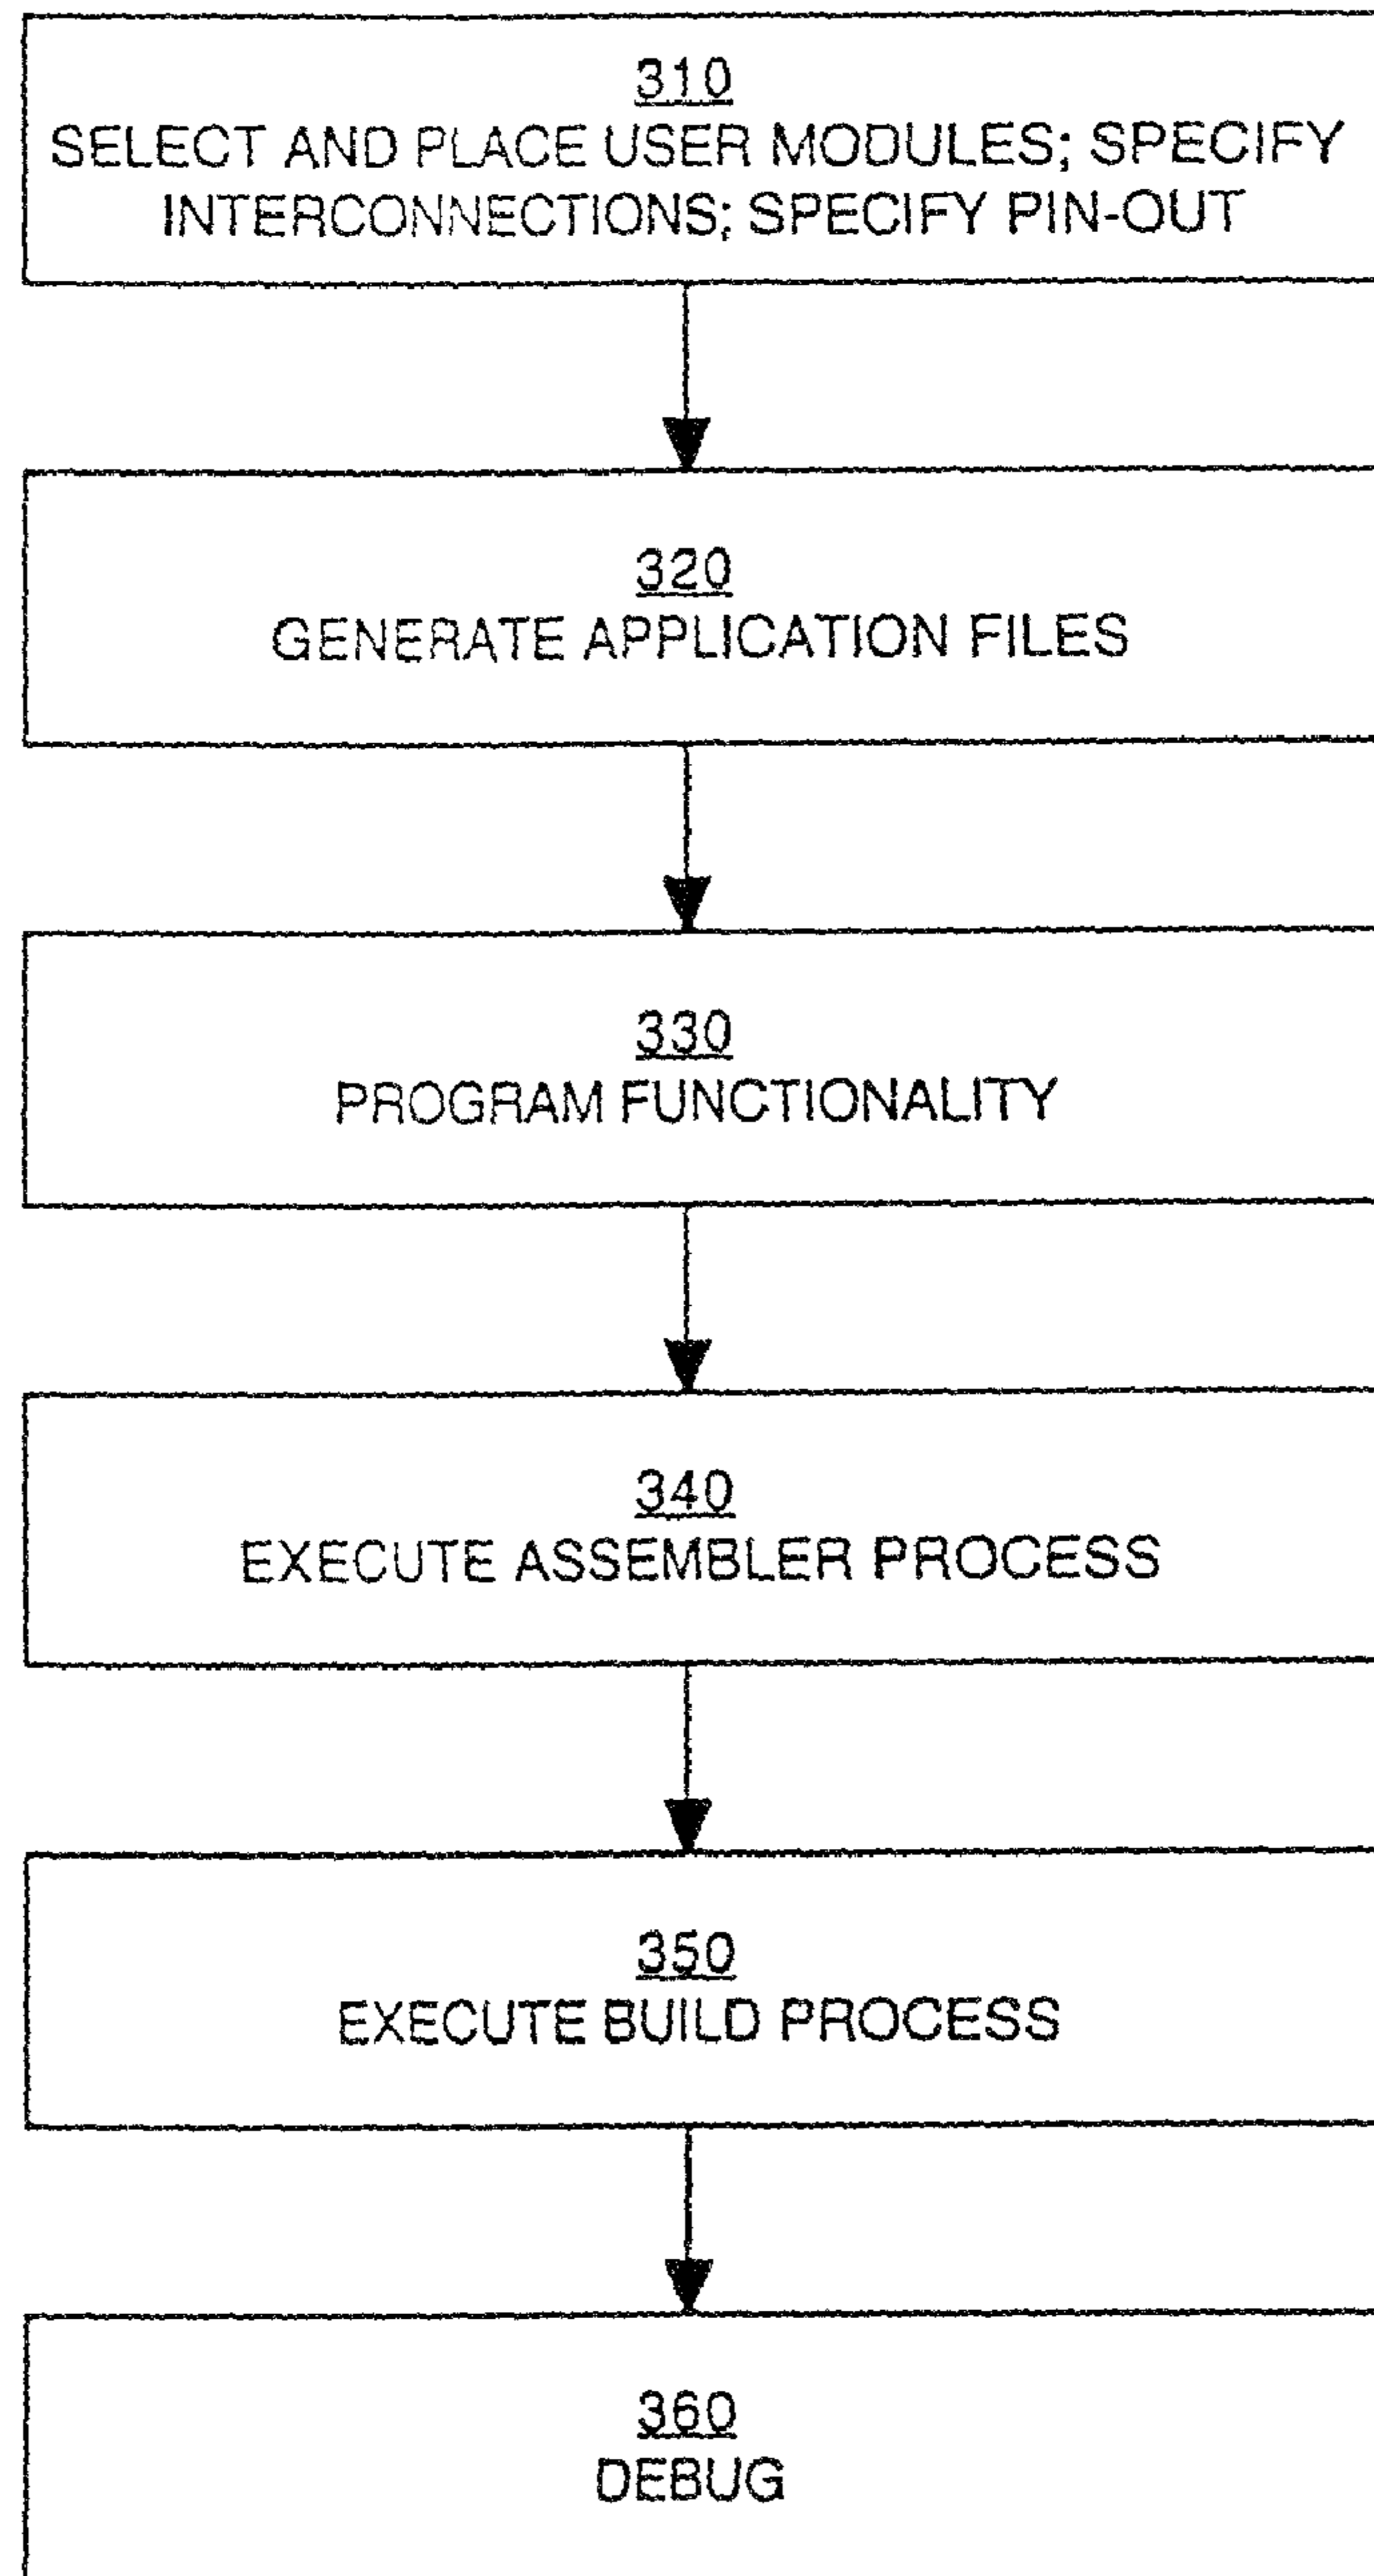 310
SELECT AND PLACE USER MODULES; SPECIFY
INTERCONNECTIONS; SPECIFY PIN-OUT
320
GENERATE APPLICATION FILES
330
PROGRAM FUNCTIONALITY
340
EXECUTE ASSEMBLER PROCESS
350
EXECUTE BUILD PROCESS
360
DEBUG